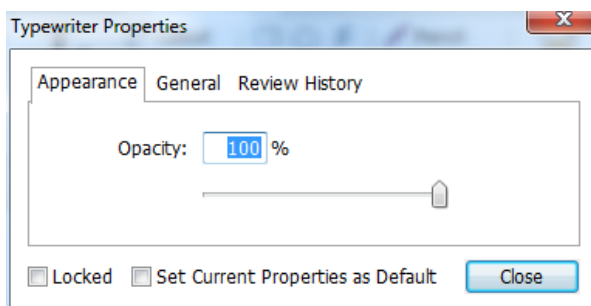 Typewriter Properties
Appearance General Review History
Opacity: 100 %
Locked Set Current Properties as Default Close